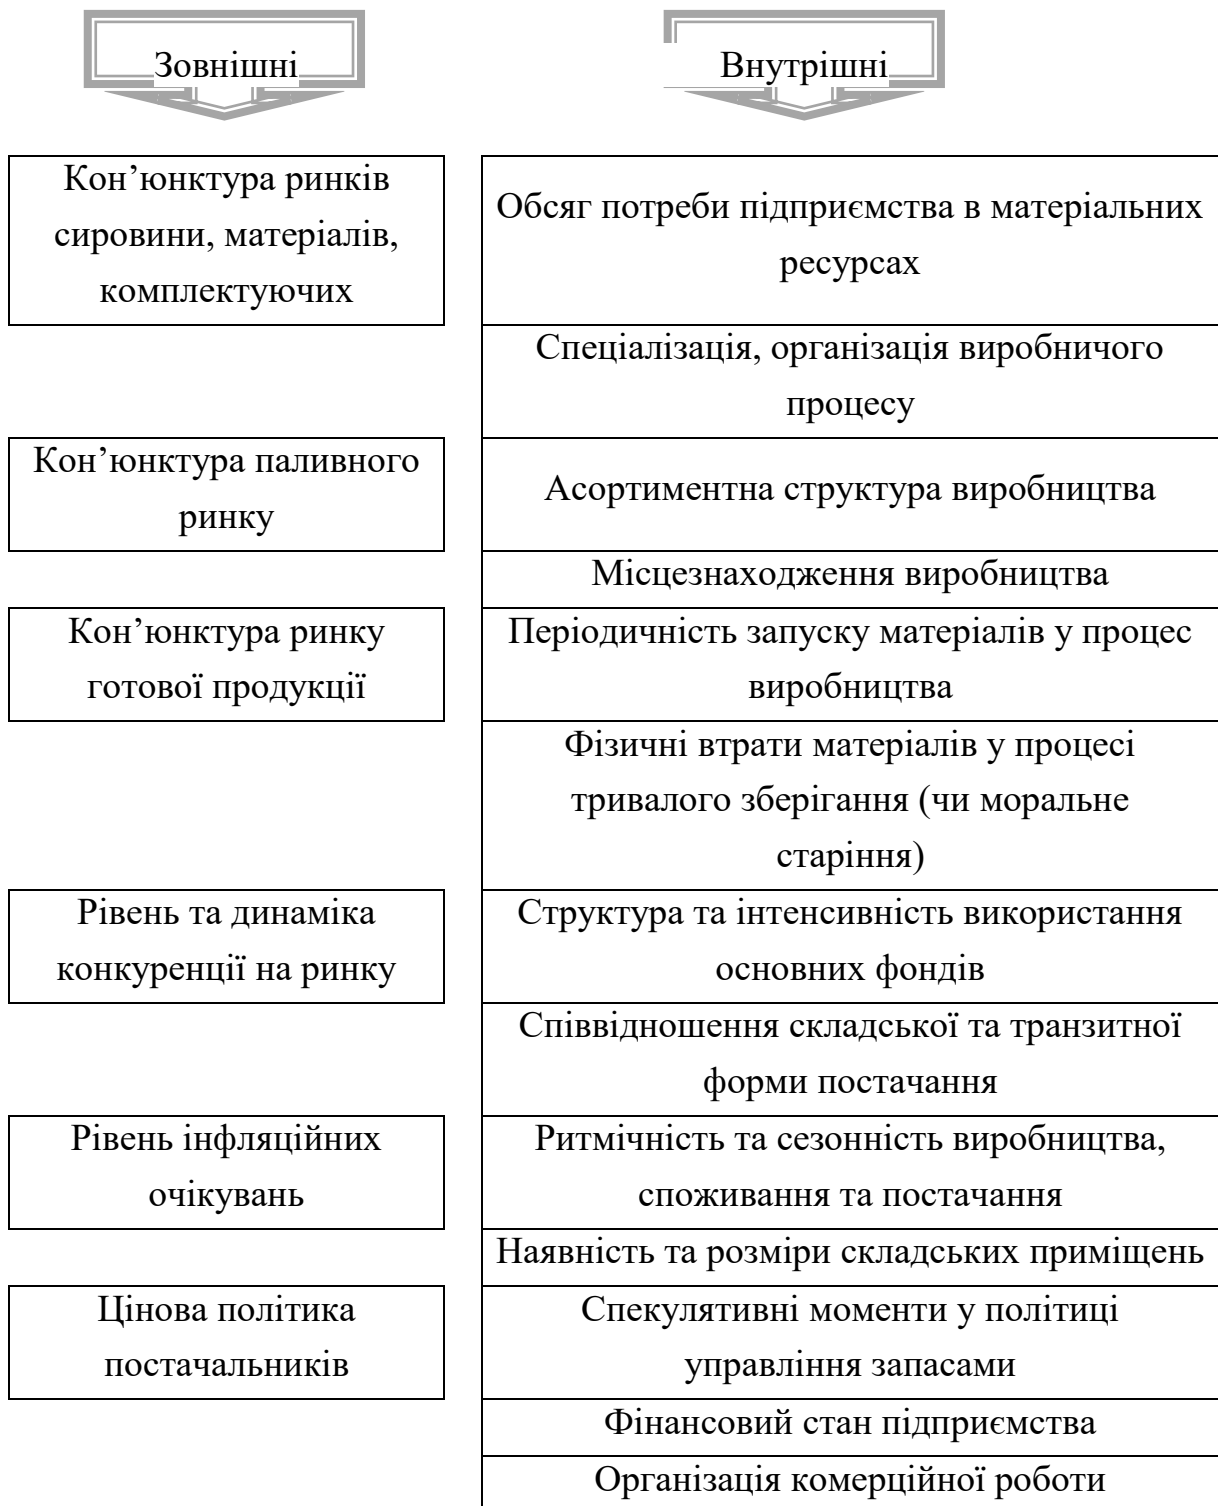 Зовнішні
Внутрішні
Кон’юнктура ринків
сировини, матеріалів,
комплектуючих
Обсяг потреби підприємства в матеріальних
ресурсах
Спеціалізація, організація виробничого
процесу
Кон’юнктура паливного
ринку
Асортиментна структура виробництва
Місцезнаходження виробництва
Кон’юнктура ринку
готової продукції
Періодичність запуску матеріалів у процес
виробництва
Фізичні втрати матеріалів у процесі
тривалого зберігання (чи моральне
старіння)
Рівень та динаміка
конкуренції на ринку
Структура та інтенсивність використання
основних фондів
Співвідношення складської та транзитної
форми постачання
Рівень інфляційних
очікувань
Ритмічність та сезонність виробництва,
споживання та постачання
Наявність та розміри складських приміщень
Цінова політика
постачальників
Спекулятивні моменти у політиці
управління запасами
Фінансовий стан підприємства
Організація комерційної роботи